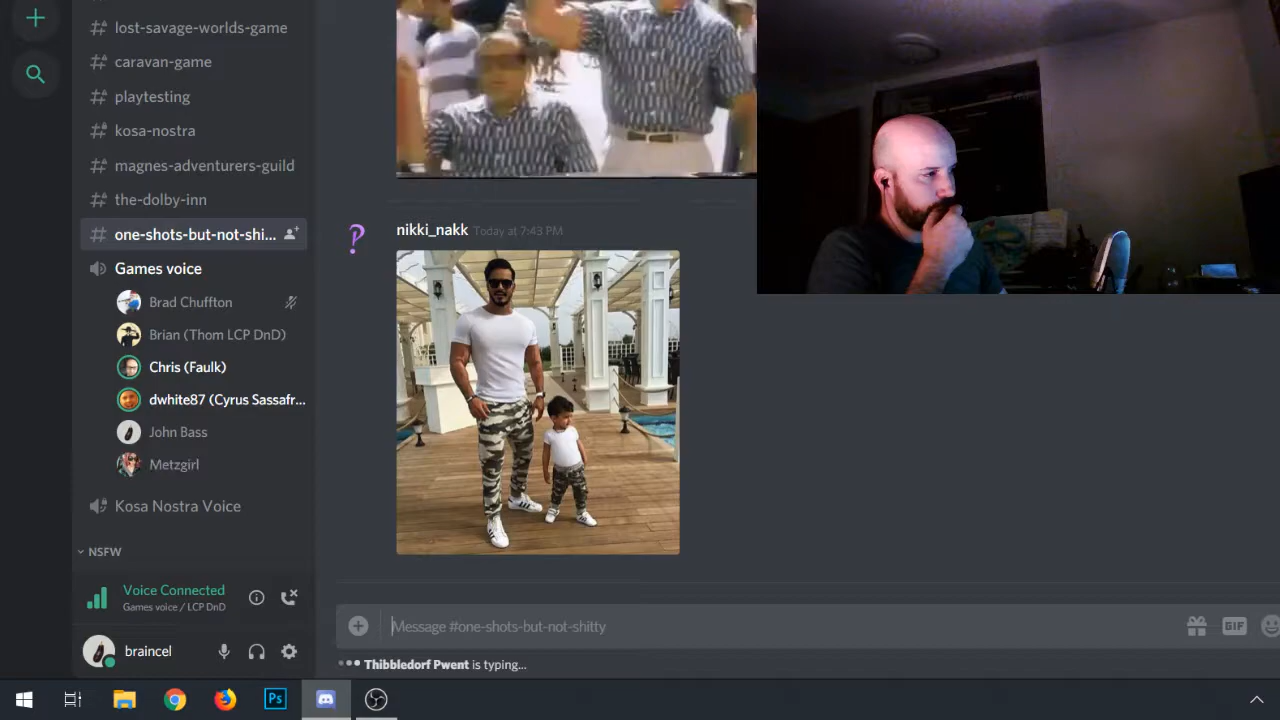 lost-savage-worlds-game
caravan-game
playtesting
kosa-nostra
magnes-adventurers-guild
the-dolby-inn
one-shots-but-not-shi...
Games voice
Brad Chuffton
Brian (Thom LCP DnD)
Chris (Faulk)
dwhite87 (Cyrus Sassafr...
John Bass
Metzgirl
Kosa Nostra Voice
NSFW
Voice Connected
Games voice / LCP DnD
braincel
nikki_nakk Today at 7:43 PM
Message #one-shots-but-not-shitty
GIF
Thibbledorf Pwent is typing...
Ps